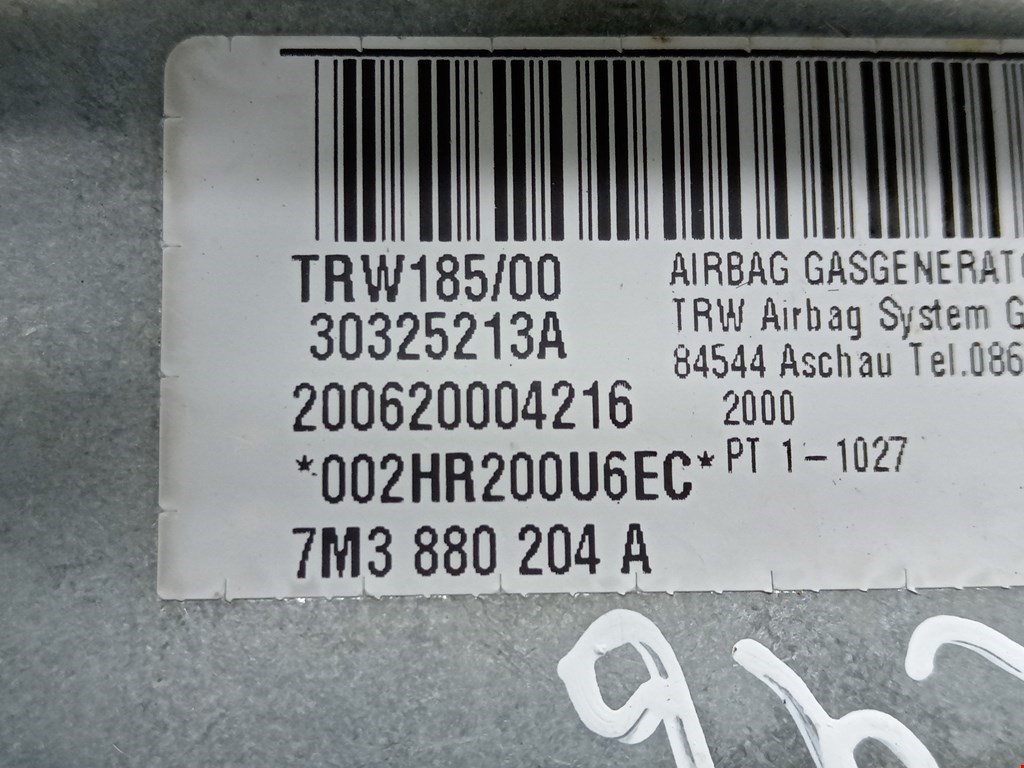 TRW185/00
30325213A
200620004216
*002HR200U6EC*
7M3 880 204 A
AIRBAG GASGENERATO
TRW Airbag System G
84544 Aschau Tel.086
2000
PT 1-1027